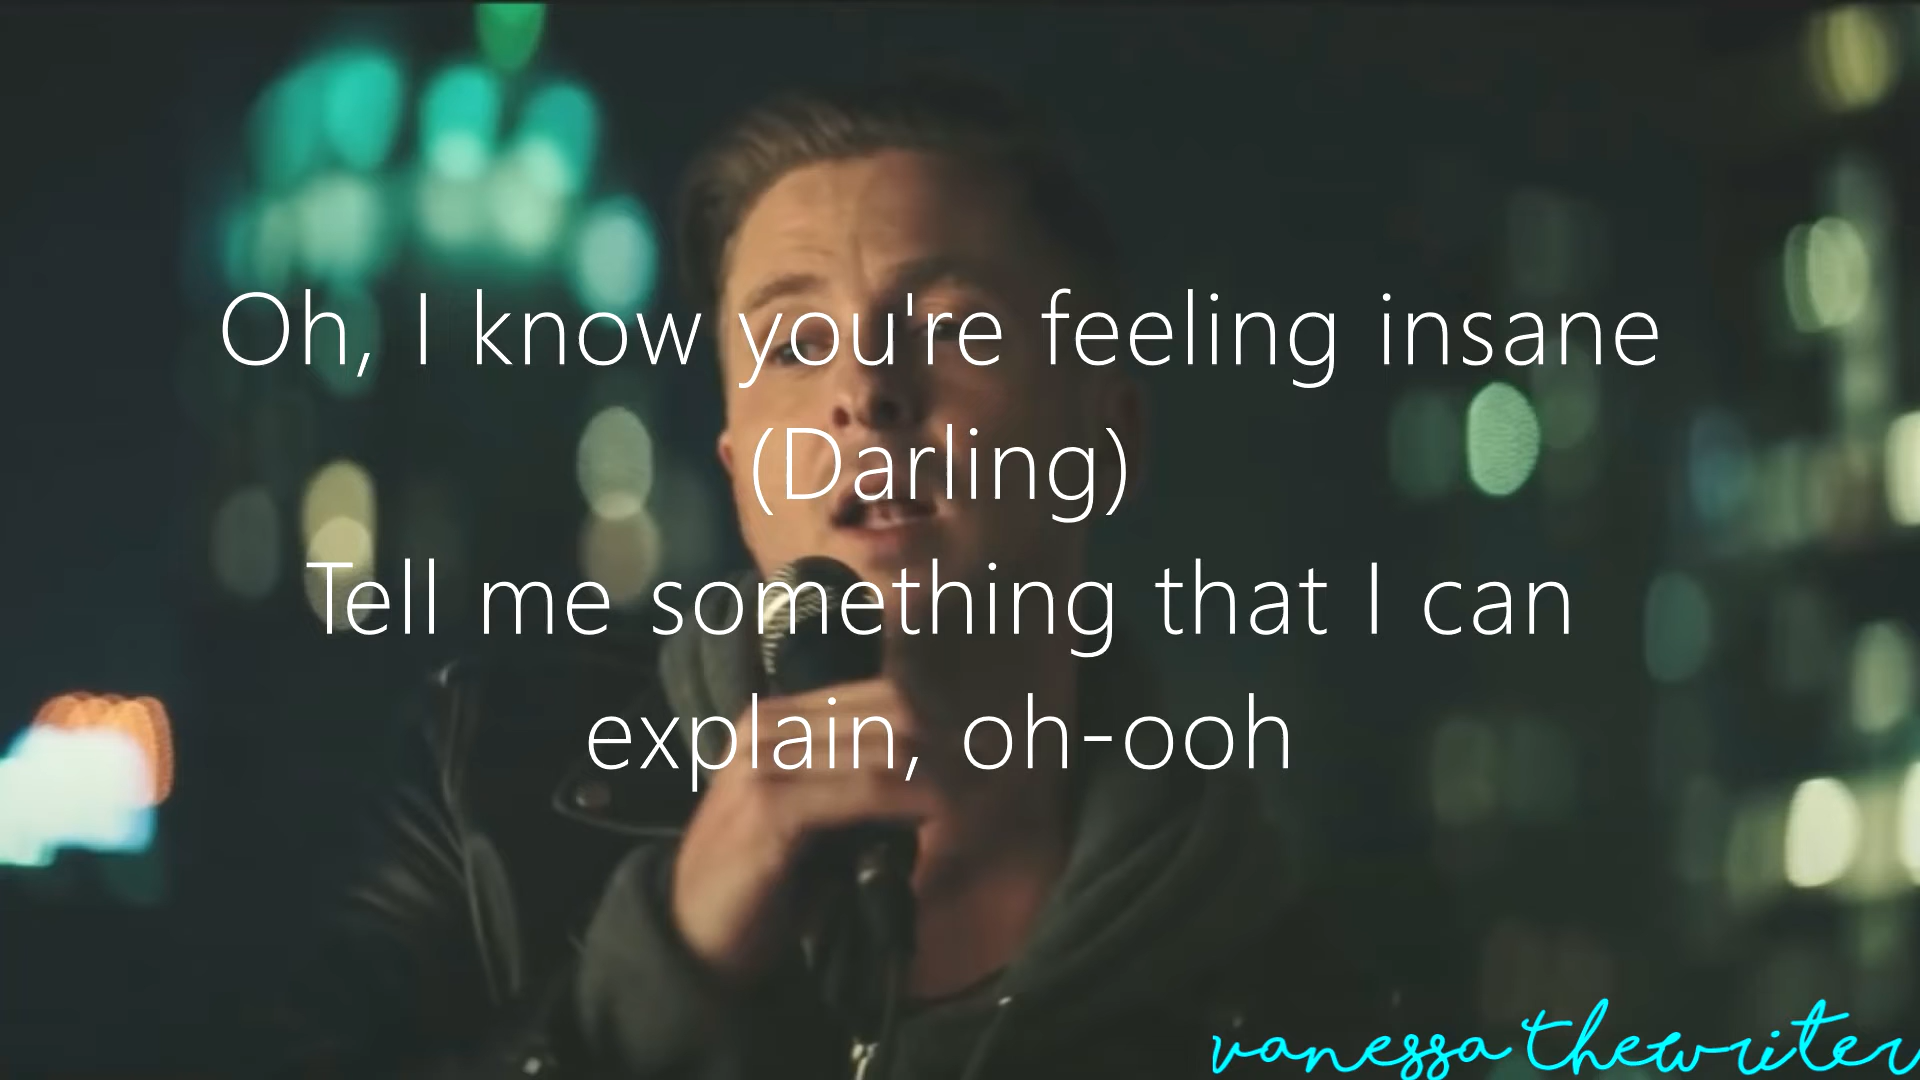 Oh, I know you're feeling insane
(Darling)
Tell me something that I can
explain, oh-ooh
vanessa thewriter